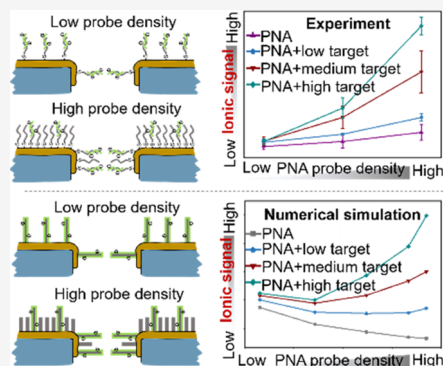 Low probe density
High probe density
Experiment
PNA
PNA+low target
PNA+medium target
PNA+high target
High
Ionic signal
Low
Low PNA probe density High
Low probe density
High probe density
Numerical simulation
PNA
PNA+low target
PNA+medium target
PNA+high target
High
Ionic signal
Low
Low PNA probe density High